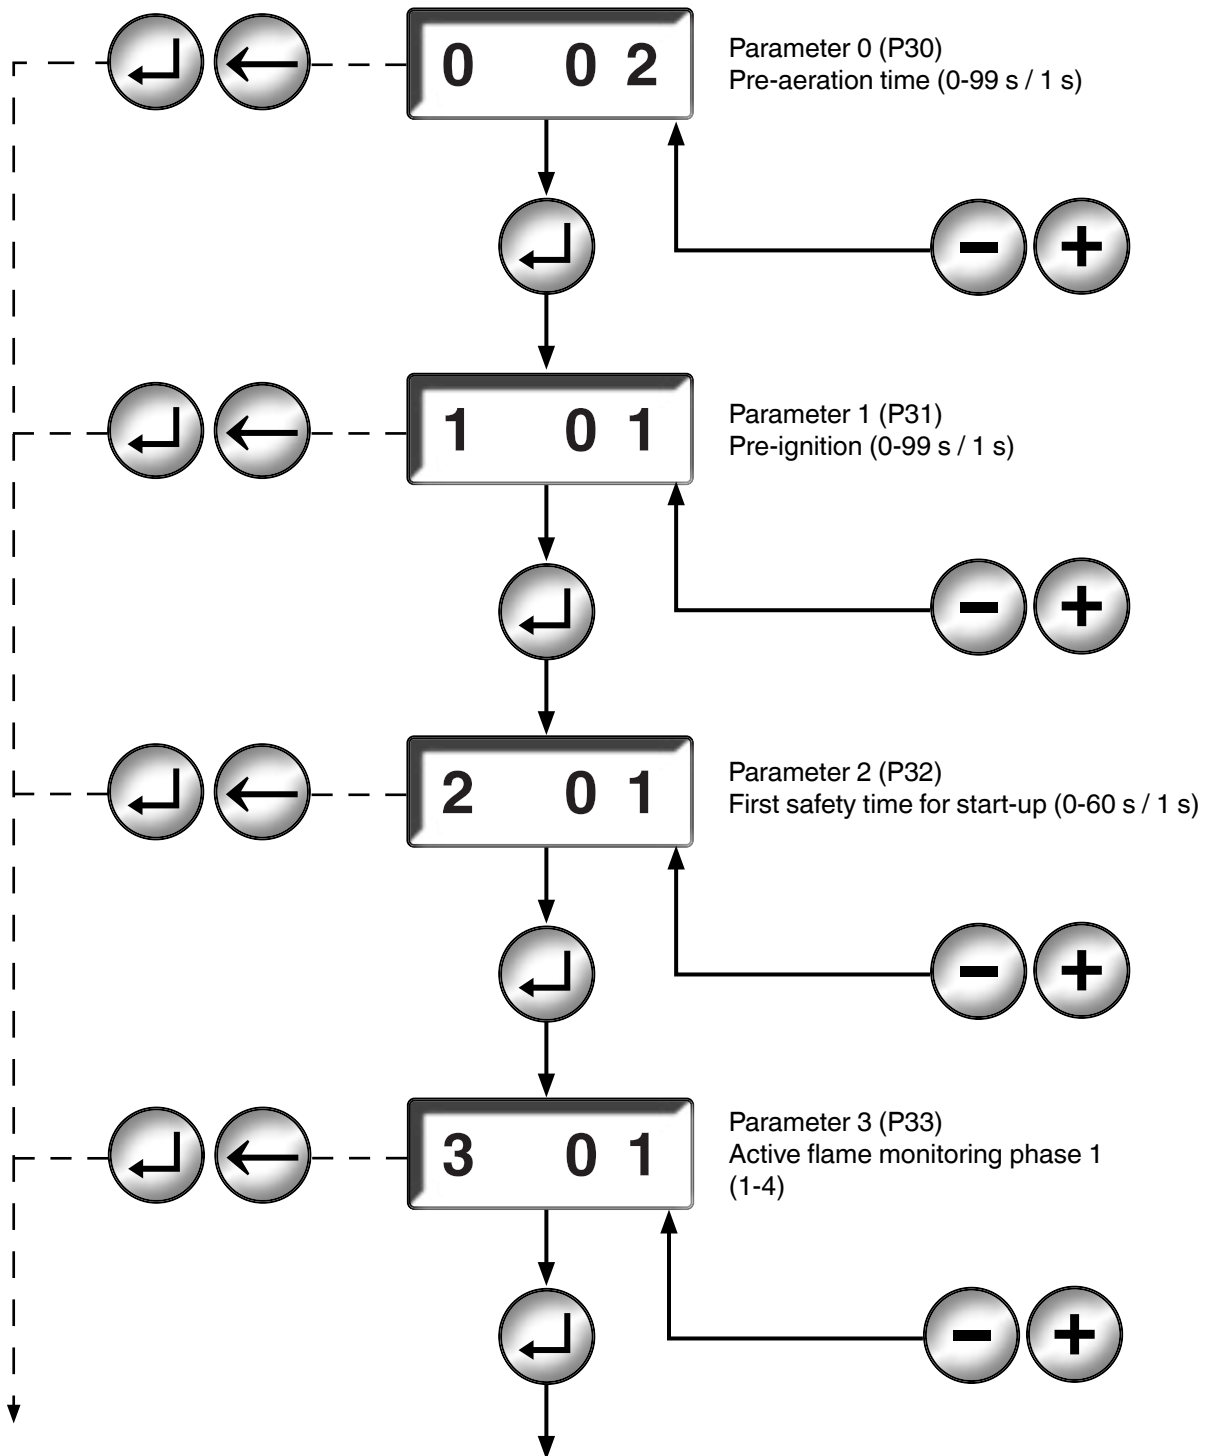 0 0 2
Parameter 0 (P30)
Pre-aeration time (0-99 s / 1 s)
1 0 1
Parameter 1 (P31)
Pre-ignition (0-99 s / 1 s)
2 0 1
Parameter 2 (P32)
First safety time for start-up (0-60 s / 1 s)
3 0 1
Parameter 3 (P33)
Active flame monitoring phase 1
(1-4)